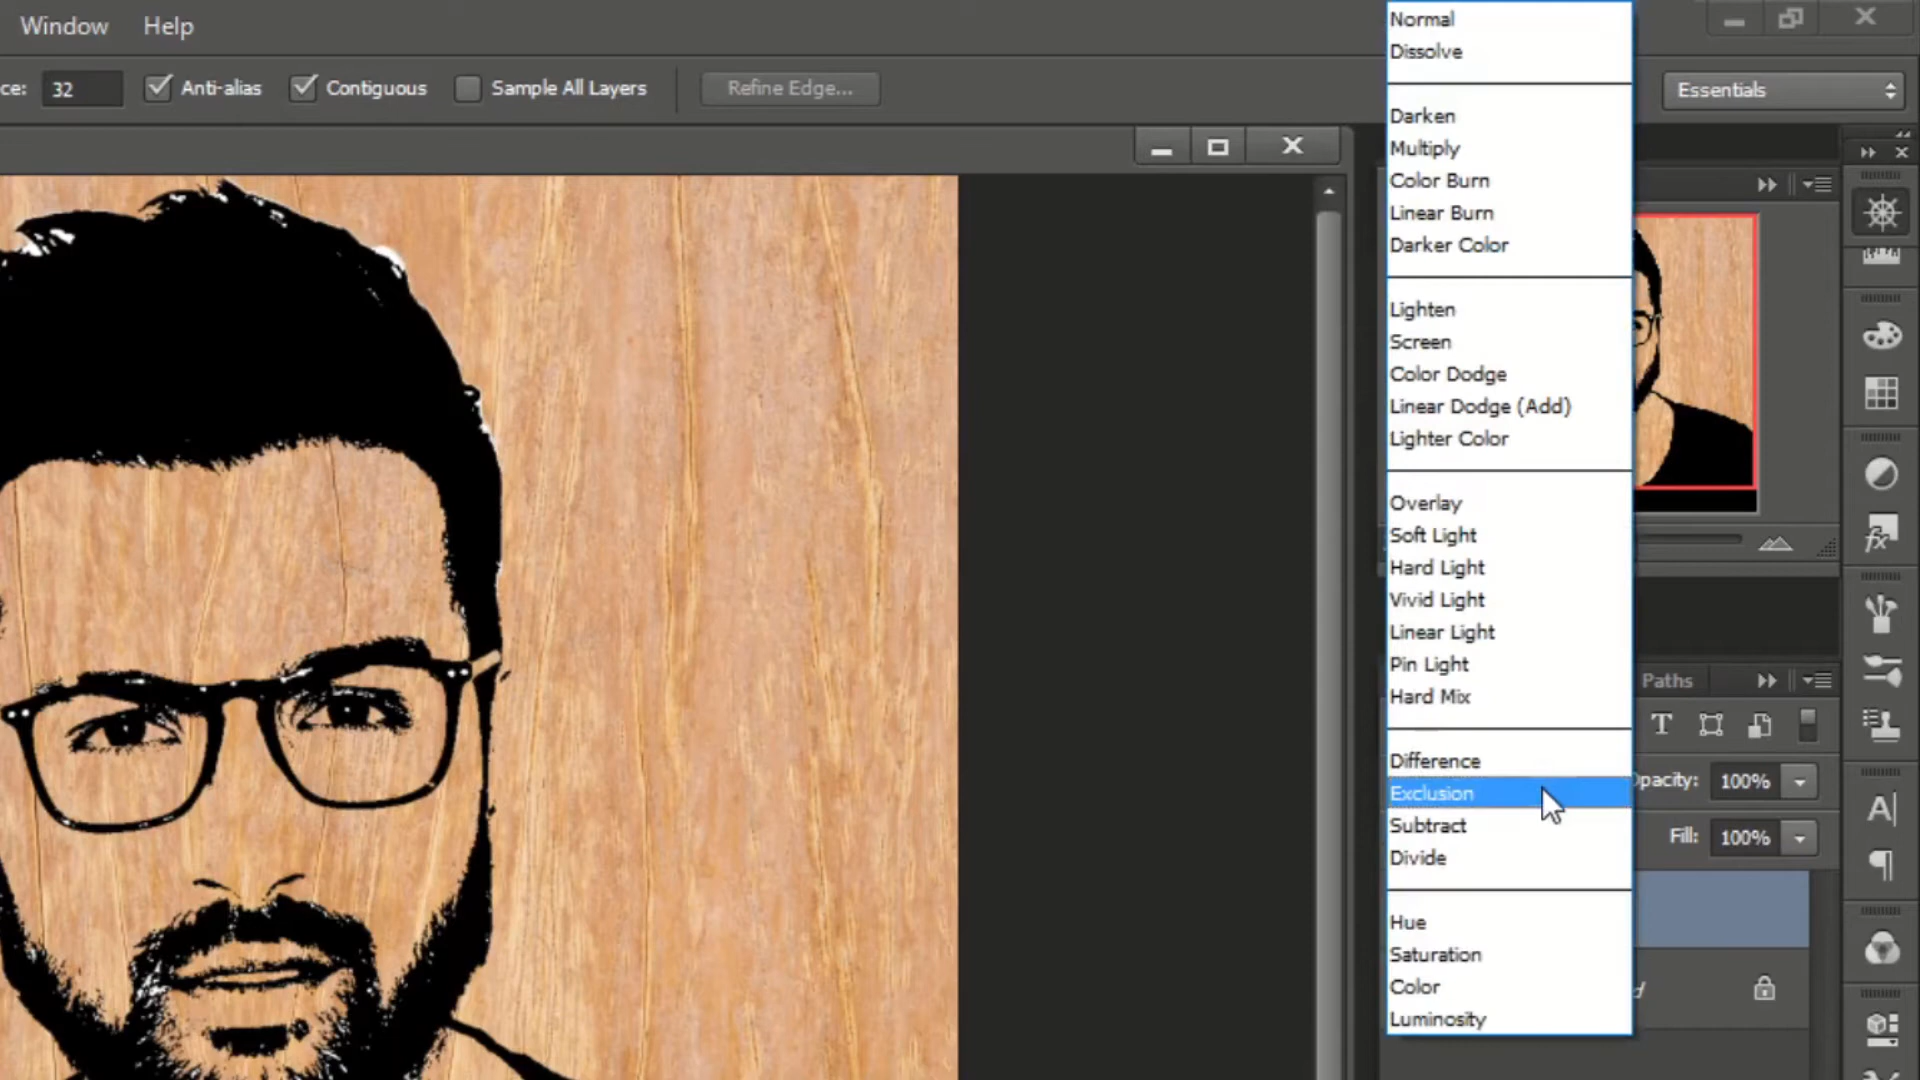 Window Help
ce: 32 Anti-alias Contiguous Sample All Layers Refine Edge... Essentials
Normal
Dissolve
Darken
Multiply
Color Burn
Linear Burn
Darker Color
Lighten
Screen
Color Dodge
Linear Dodge (Add)
Lighter Color
Overlay
Soft Light
Hard Light
Vivid Light
Linear Light
Pin Light
Hard Mix
Difference
Exclusion
Subtract
Divide
Hue
Saturation
Color
Luminosity
Paths
pacity: 100%
Fill: 100%
d